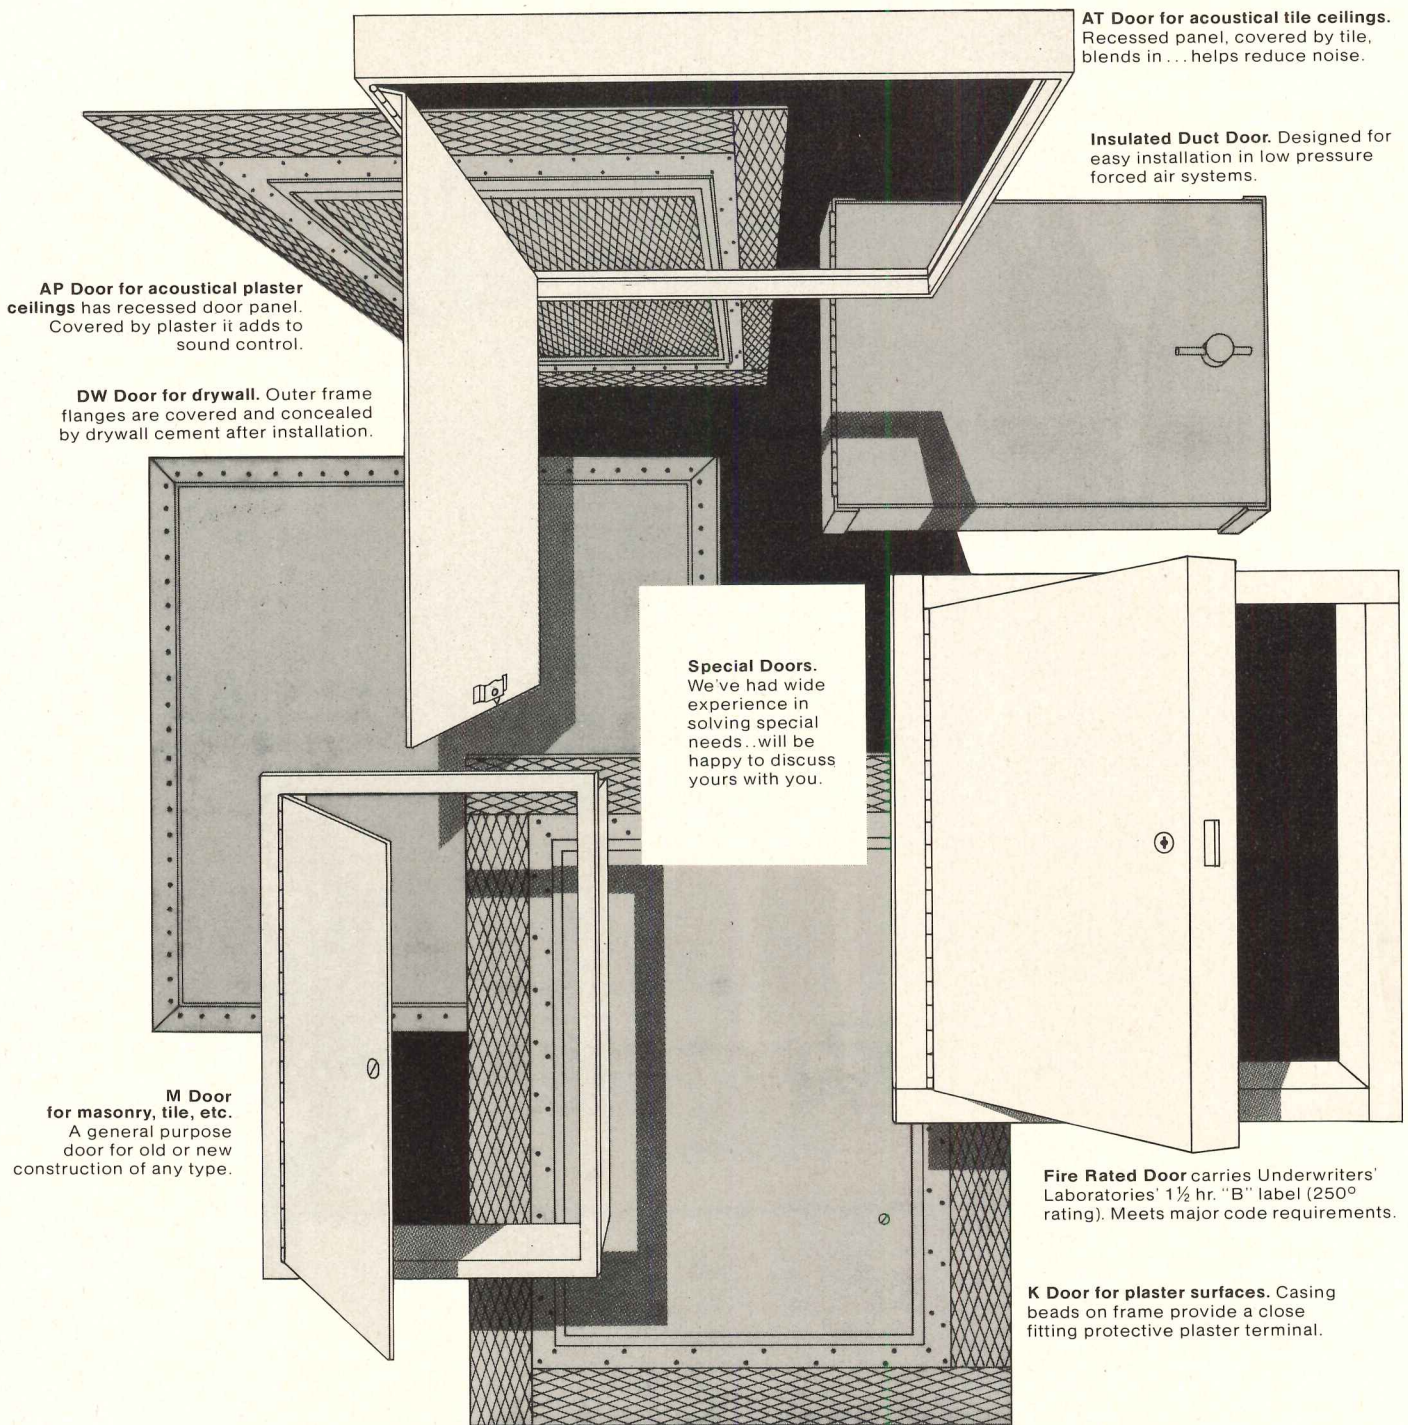 AT Door for acoustical tile ceilings.
Recessed panel, covered by tile,
blends in...helps reduce noise.
Insulated Duct Door. Designed for
easy installation in low pressure
forced air systems.
AP Door for acoustical plaster
ceilings has recessed door panel.
Covered by plaster it adds to
sound control.
DW Door for drywall. Outer frame
flanges are covered and concealed
by drywall cement after installation.
Special Doors.
We've had wide
experience in
solving special
needs..will be
happy to discuss
yours with you.
M Door
for masonry, tile, etc.
A general purpose
door for old or new
construction of any type.
Fire Rated Door carries Underwriters'
Laboratories' 1½ hr. "B" label (250°
rating). Meets major code requirements.
K Door for plaster surfaces. Casing
beads on frame provide a close
fitting protective plaster terminal.